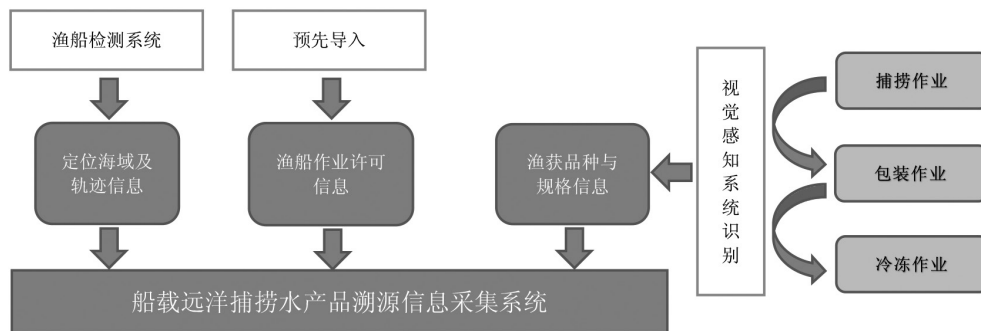 渔船检测系统
预先导入
视觉感知系统识别
捕捞作业
定位海域及
轨迹信息
渔船作业许可
信息
渔获品种与
规格信息
包装作业
冷冻作业
船载远洋捕捞水产品溯源信息采集系统